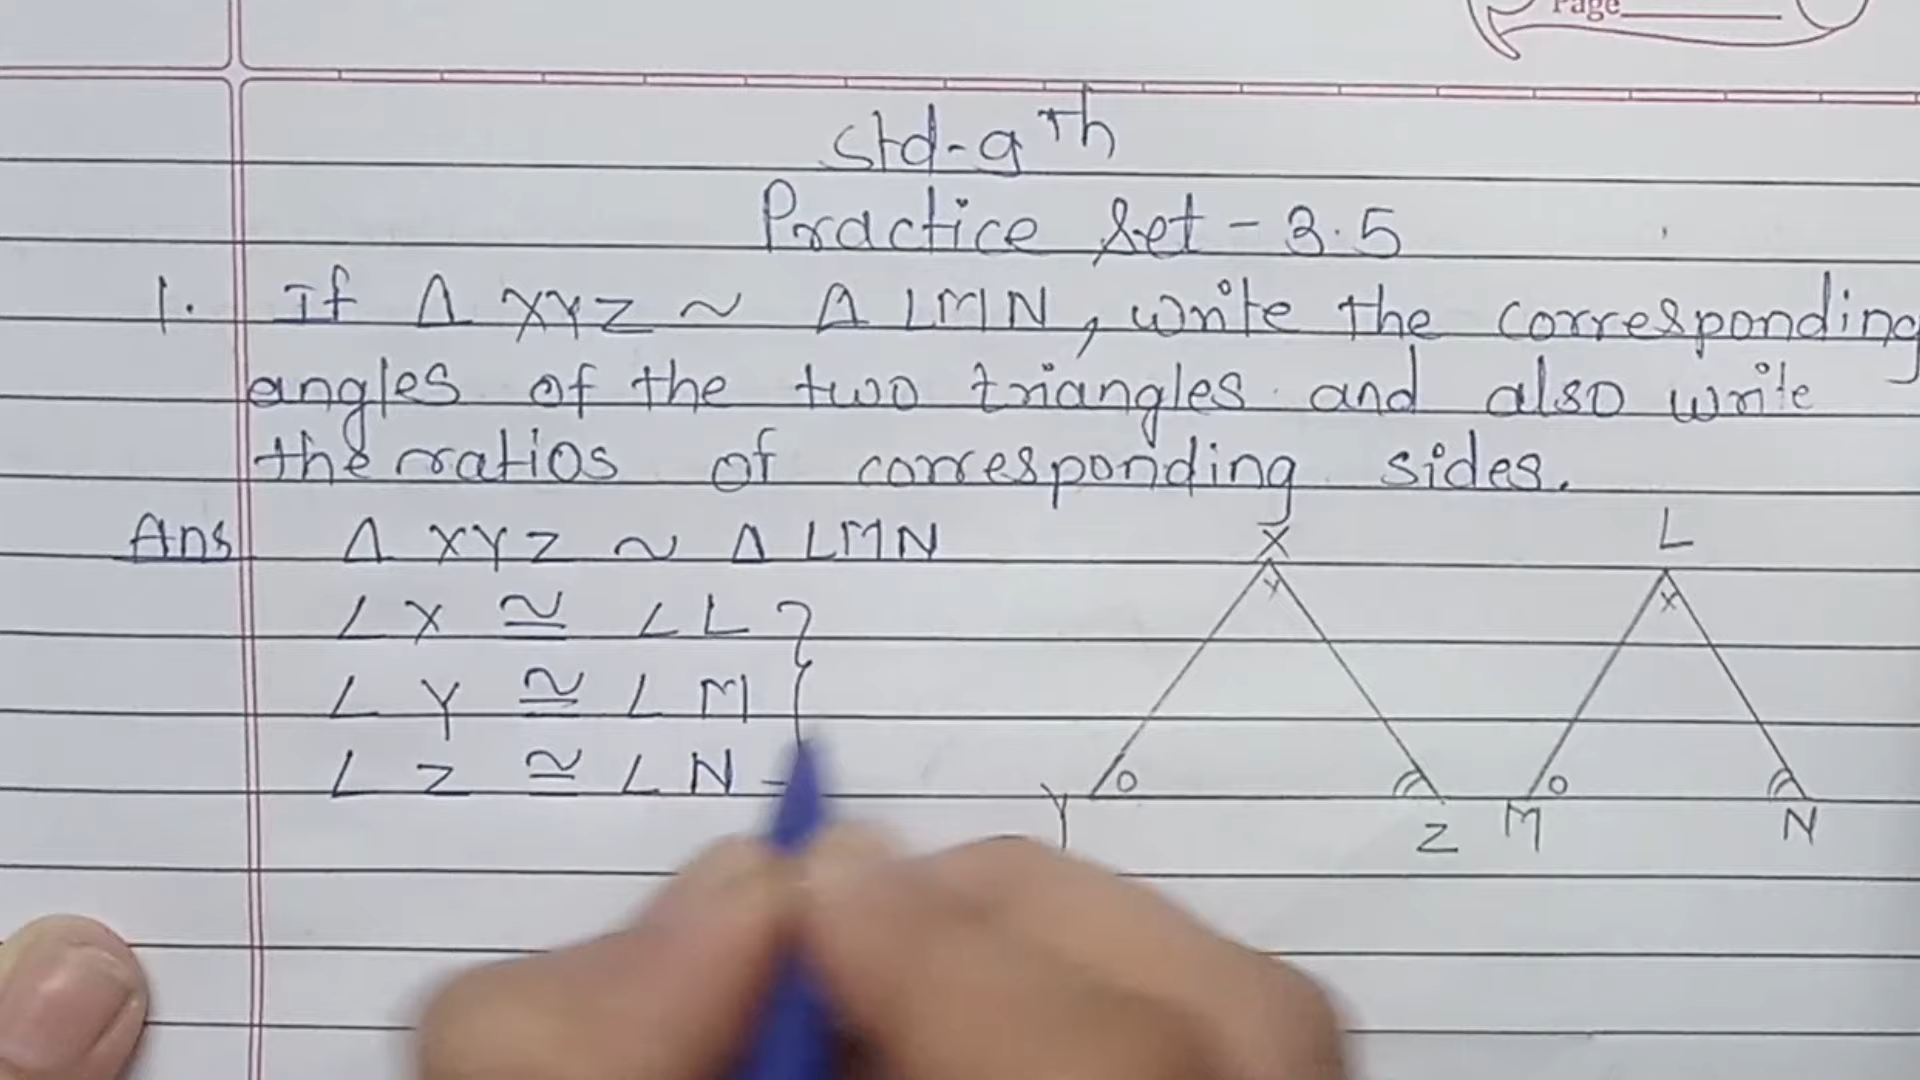 Page
Std-9th
Practice Set-3.5
1. If Δ XYZ ~ Δ LMN, write the corresponding
angles of the two triangles and also write
the ratios of corresponding sides.
Ans Δ XYZ ~ Δ LMN
∠ X ≅ ∠ L
∠ Y ≅ ∠ M
∠ Z ≅ ∠ N
X L
Y Z M N